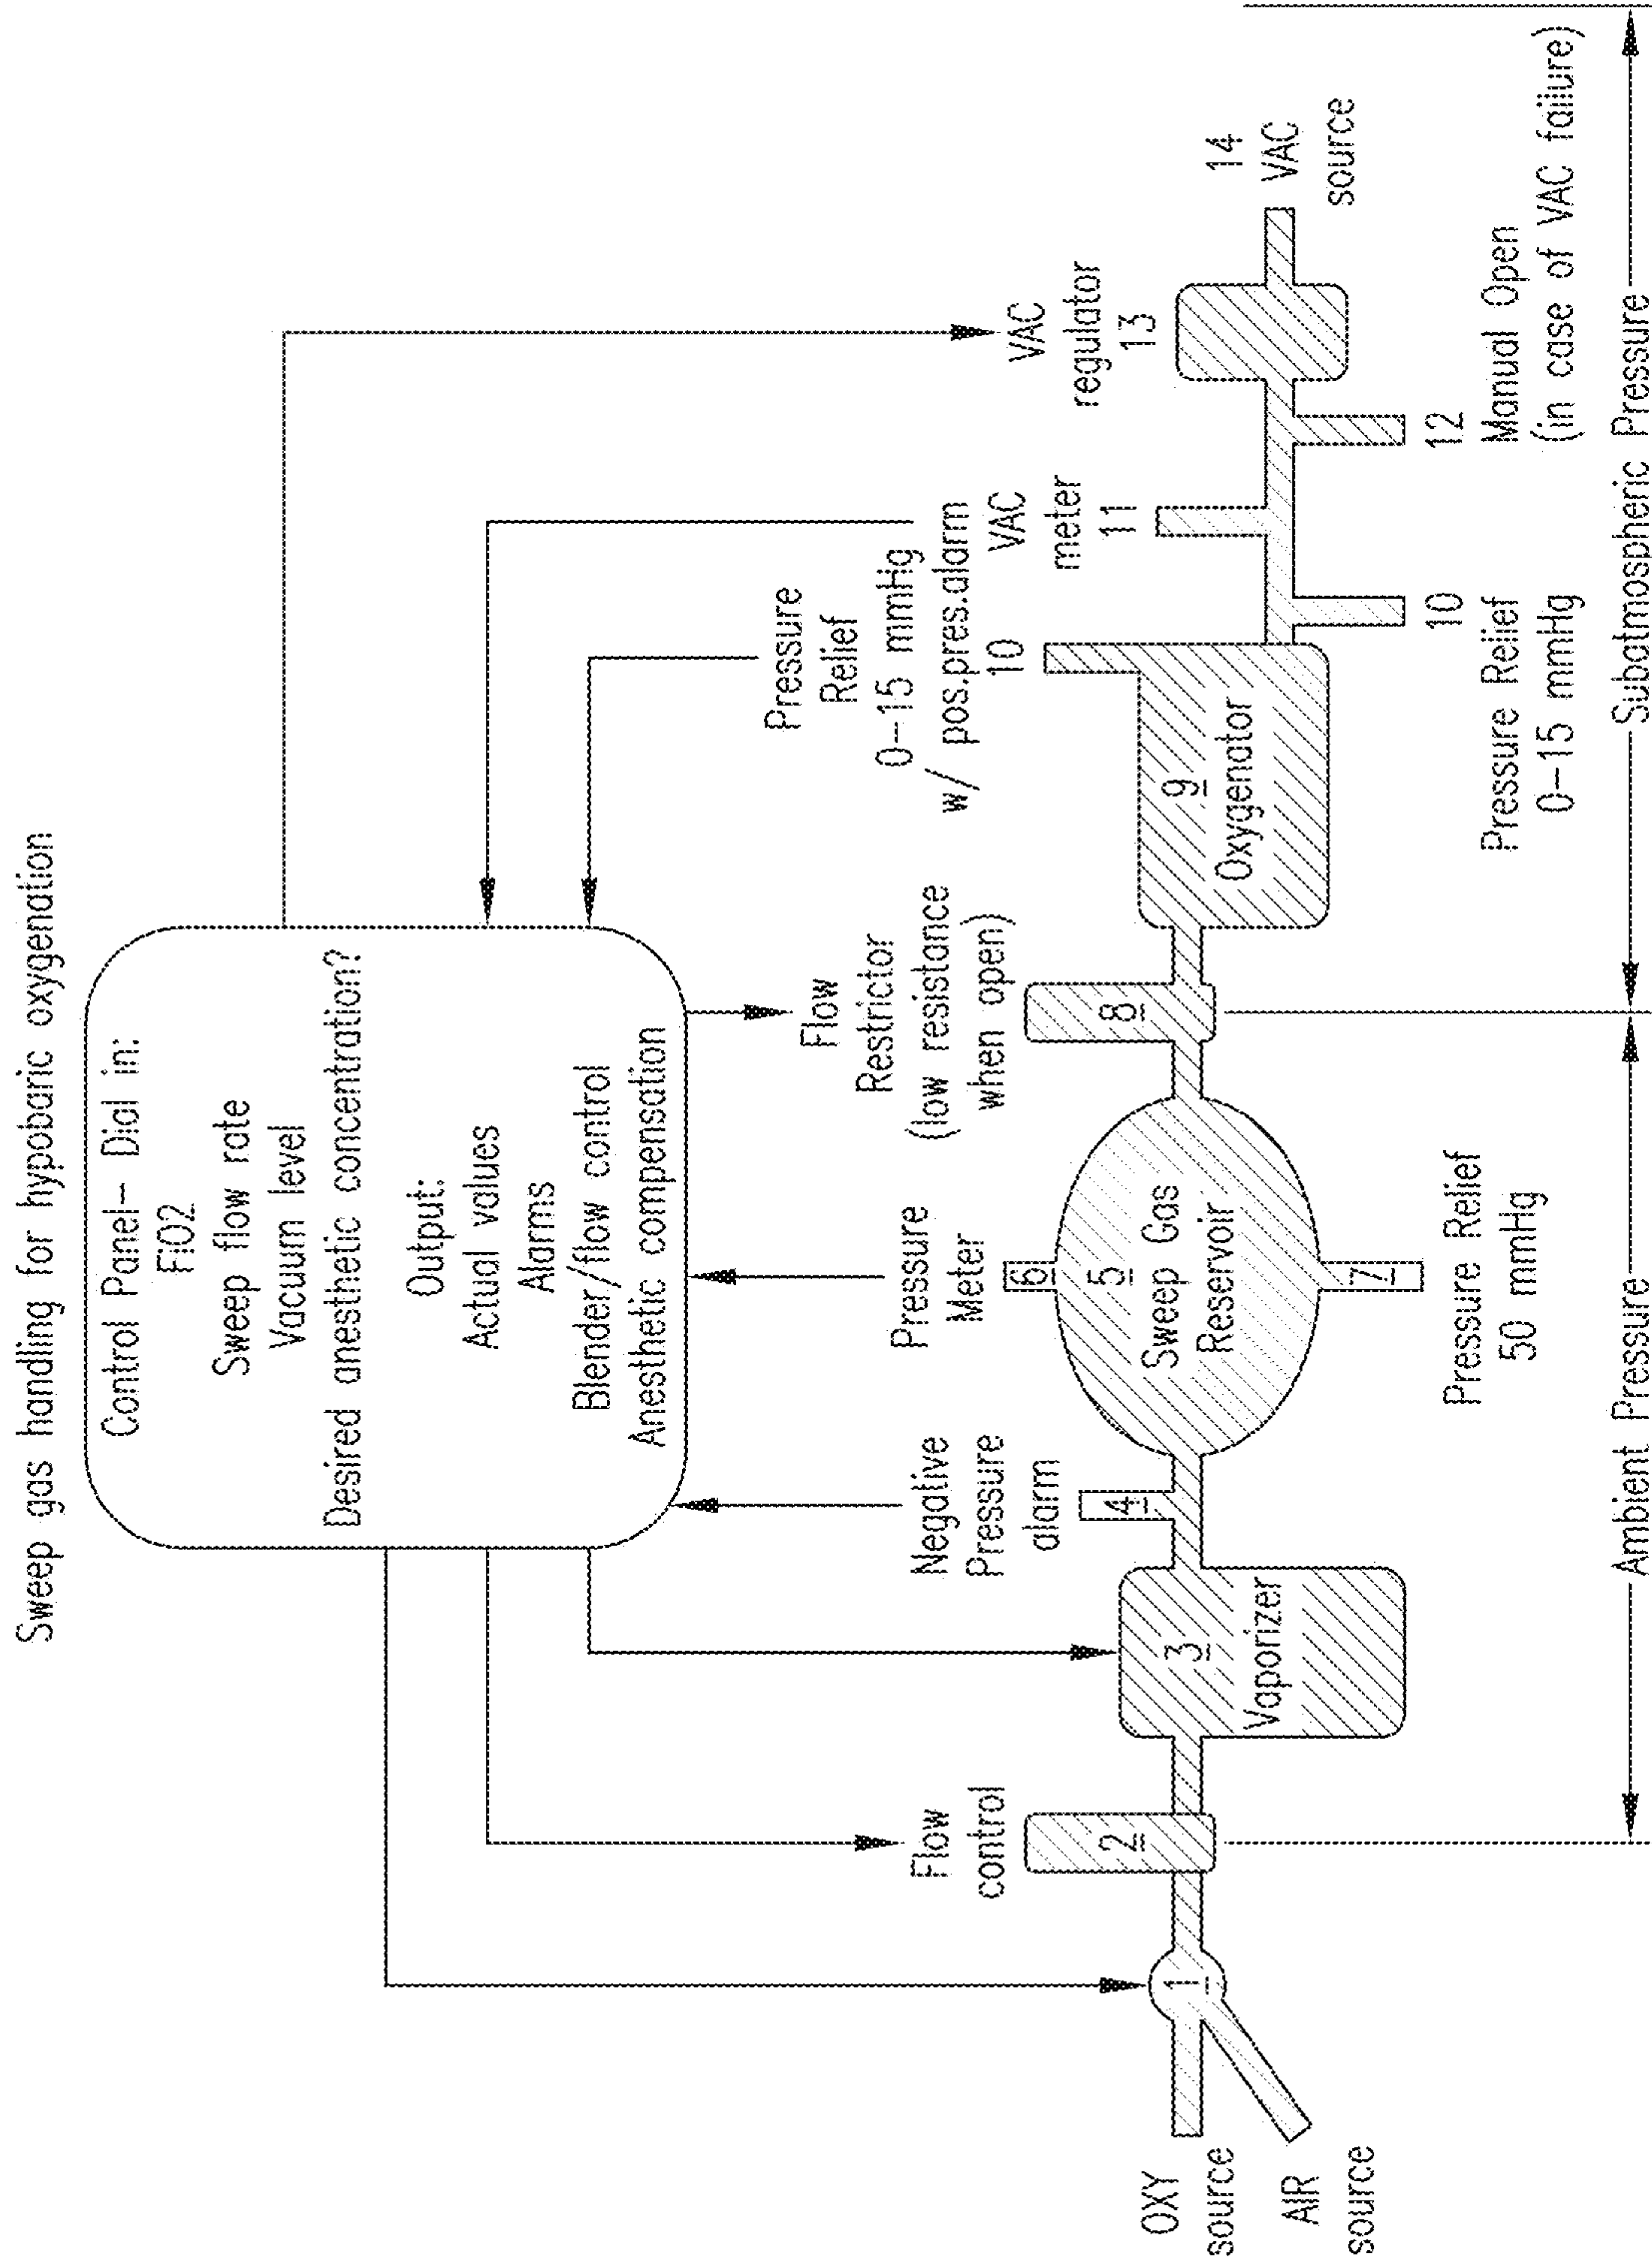 Sweep gas handling for hypobaric oxygenation
Control Panel- Dial in:
FiO2
Sweep flow rate
Vacuum level
Desired anesthetic concentration?
Output:
Actual values
Alarms
Blender/flow control
Anesthetic compensation
OXY
source
AIR
source
1
Flow
control
2
3
Vaporizer
Negative
Pressure
alarm
4
Pressure
Meter
6
5
Sweep Gas
Reservoir
7
Pressure Relief
50 mmHg
Flow
Restrictor
(low resistance
when open)
8
9
Oxygenator
Pressure
Relief
0-15 mmHg
w/ pos.pres.alarm
10
VAC
meter
11
10
Pressure Relief
0-15 mmHg
12
Manual Open
(in case of VAC failure)
VAC
regulator
13
14
VAC
source
Ambient Pressure
Subatmospheric Pressure